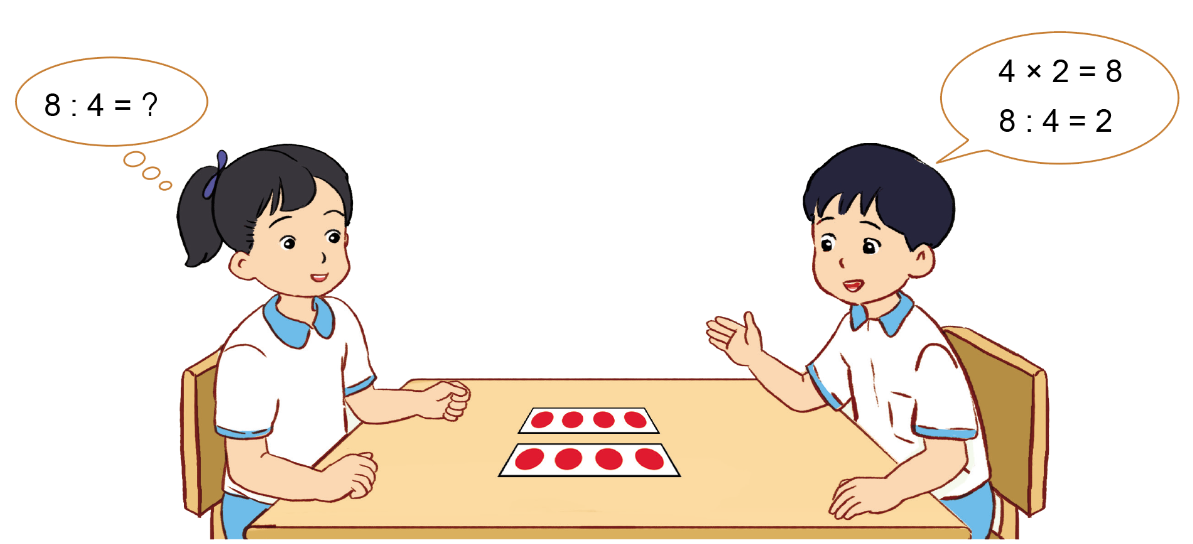 8 : 4 = ?
4 × 2 = 8
8 : 4 = 2